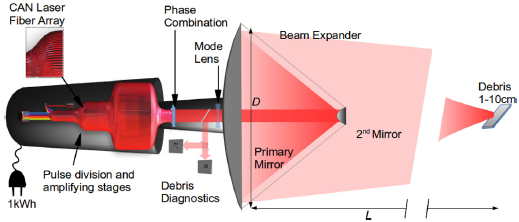 CAN Laser
Fiber Array
Phase
Combination
Mode
Lens
Beam Expander
Debris
1-10cm
D
2nd Mirror
Primary
Mirror
Pulse division and
amplifying stages
Debris
Diagnostics
1kWh
L